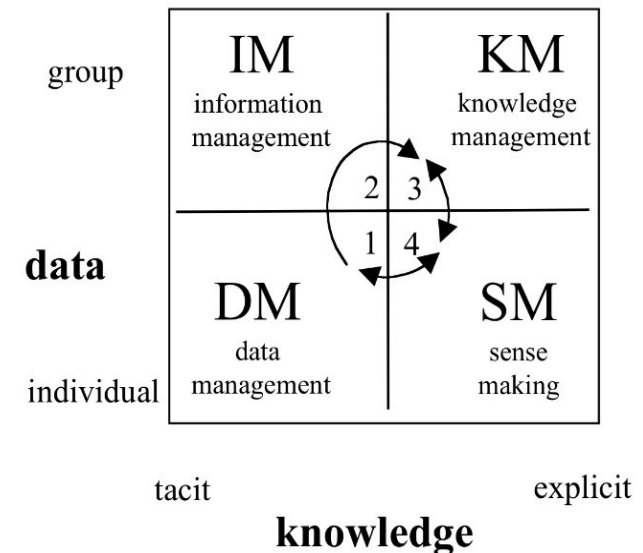 group
IM
information
management
KM
knowledge
management
2 3
1 4
data
DM
data
management
SM
sense
making
individual
tacit
explicit
knowledge